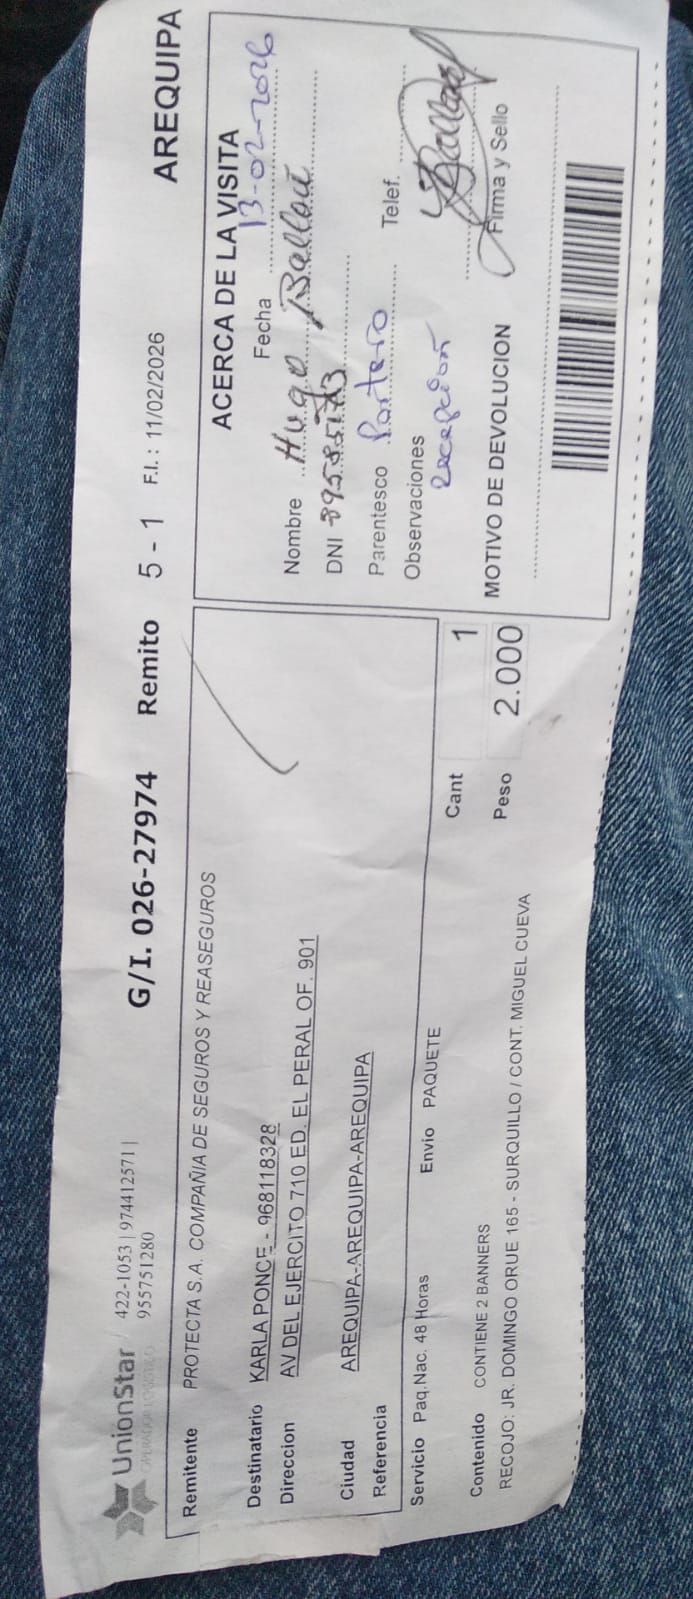 UnionStar
OPERADOR LOGISTICO
422-1053 | 974412571 |
955751280
G/I. 026-27974 Remito 5 - 1 F.I.: 11/02/2026 AREQUIPA
Remitente PROTECTA S.A. COMPAÑIA DE SEGUROS Y REASEGUROS
Destinatario KARLA PONCE - 968118328
Direccion AV DEL EJERCITO 710 ED. EL PERAL OF. 901
Ciudad AREQUIPA-AREQUIPA-AREQUIPA
Referencia
Servicio Paq.Nac. 48 Horas Envio PAQUETE
Cant 1
Contenido CONTIENE 2 BANNERS
Peso 2.000
RECOJO: JR. DOMINGO ORUE 165 - SURQUILLO / CONT. MIGUEL CUEVA
ACERCA DE LA VISITA
Fecha 13-02-2026
Nombre Hugo Ballon
DNI
Parentesco Portero Telef.
Observaciones
Recepción
Firma y Sello
MOTIVO DE DEVOLUCION